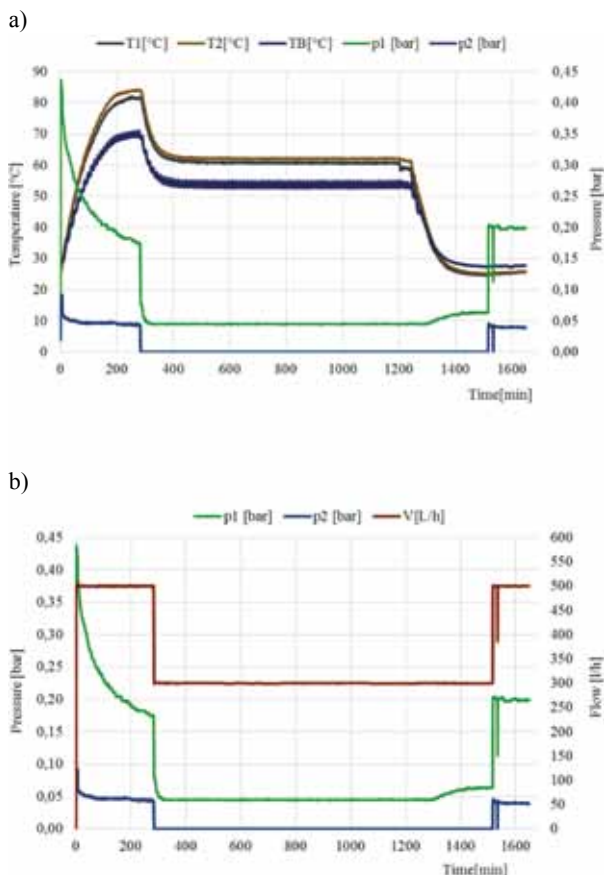 a)
T1[°C] T2[°C] TB[°C] p1 [bar] p2 [bar]
90 0,45
80 0,40
70 0,35
60 0,30
50 0,25
40 0,20
30 0,15
20 0,10
10 0,05
0 0,00
Temperature [°C]
Pressure [bar]
0 200 400 600 800 1000 1200 1400 1600
Time[min]
b)
p1 [bar] p2 [bar] V[L/h]
0,45 600
0,40 550
0,35 500
0,30 450
0,25 400
0,20 350
0,15 300
0,10 250
0,05 200
0,00 150
100
50
0
Pressure [bar]
Flow [l/h]
0 200 400 600 800 1000 1200 1400 1600
Time[min]